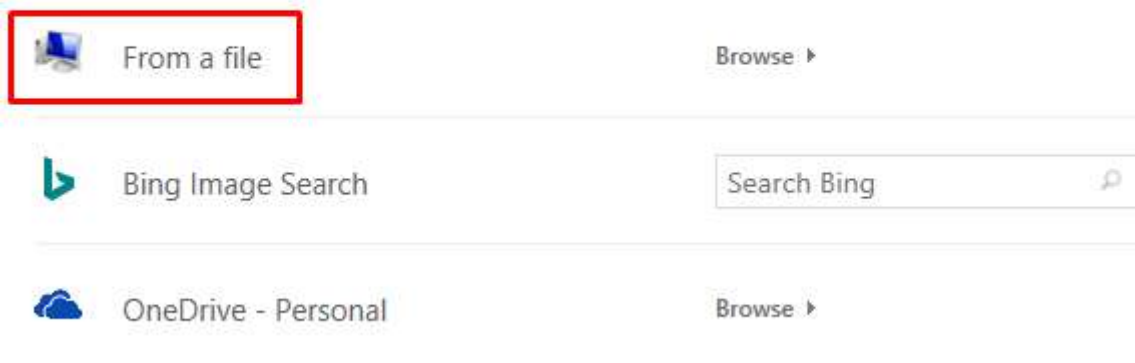 From a file Browse
Bing Image Search Search Bing
OneDrive - Personal Browse